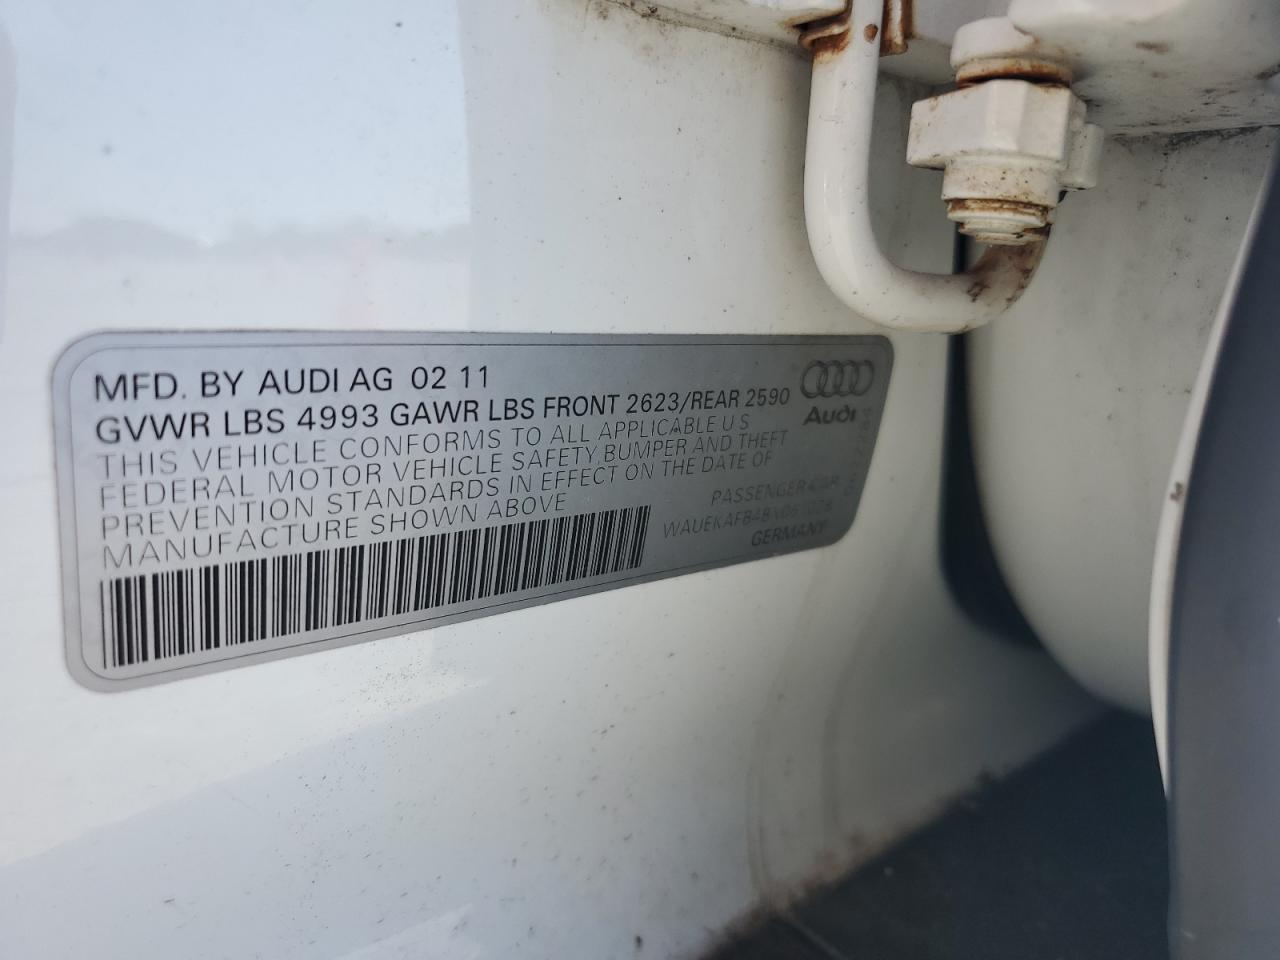 MFD. BY AUDI AG 02 11
GVWR LBS 4993 GAWR LBS FRONT 2623/REAR 2590
THIS VEHICLE CONFORMS TO ALL APPLICABLE U S
FEDERAL MOTOR VEHICLE SAFETY,BUMPER AND THEFT
PREVENTION STANDARDS IN EFFECT ON THE DATE OF
MANUFACTURE SHOWN ABOVE
Audi
PASSENGER CAR
GERMANY